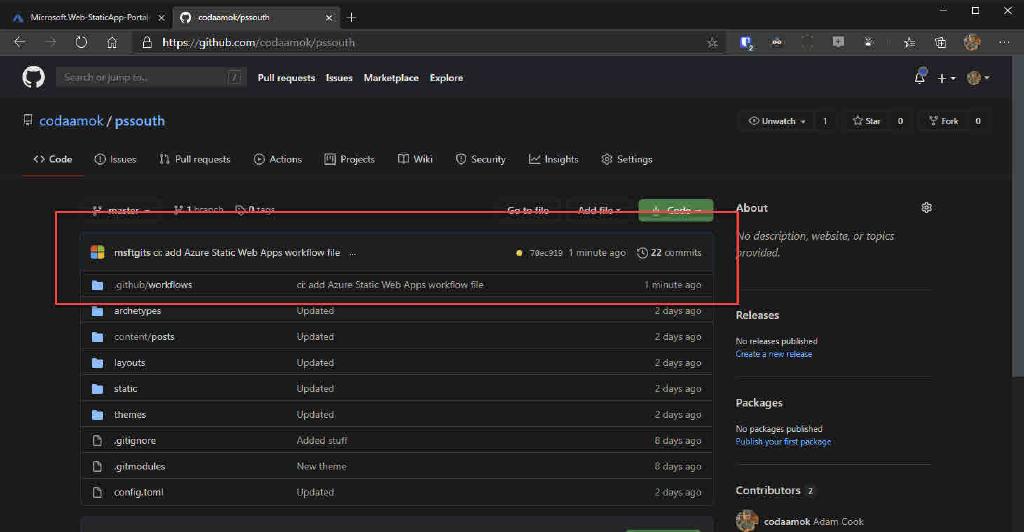 Microsoft.Web-StaticApp-Portal
codaamok/pssouth
https://github.com/codaamok/pssouth
2
Search or jump to...
/
Pull requests Issues Marketplace Explore
codaamok / pssouth
Unwatch 1 Star 0 Fork 0
Code Issues Pull requests Actions Projects Wiki Security Insights Settings
master 1 branch 0 tags Go to file Add file Code
About
No description, website, or topics provided.
msftgits ci: add Azure Static Web Apps workflow file ... 70ec919 1 minute ago 22 commits
.github/workflows ci: add Azure Static Web Apps workflow file 1 minute ago
archetypes Updated 2 days ago
content/posts Updated 2 days ago
layouts Updated 2 days ago
static Updated 2 days ago
themes Updated 2 days ago
.gitignore Added stuff 8 days ago
.gitmodules New theme 8 days ago
config.toml Updated 2 days ago
Releases
No releases published
Create a new release
Packages
No packages published
Publish your first package
Contributors 2
codaamok Adam Cook